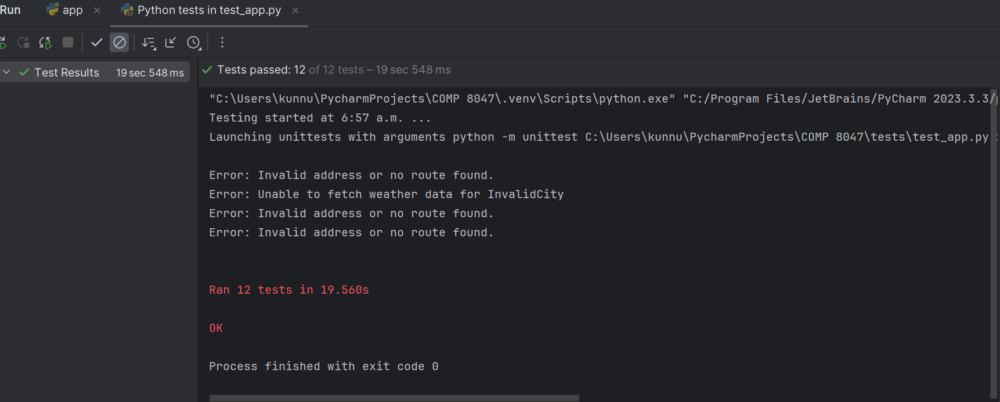 Run app Python tests in test_app.py
Test Results 19 sec 548 ms
Tests passed: 12 of 12 tests – 19 sec 548 ms
"C:\Users\kunnu\PycharmProjects\COMP 8047\.venv\Scripts\python.exe" "C:/Program Files/JetBrains/PyCharm 2023.3.3/
Testing started at 6:57 a.m. ...
Launching unittests with arguments python -m unittest C:\Users\kunnu\PycharmProjects\COMP 8047\tests\test_app.py
Error: Invalid address or no route found.
Error: Unable to fetch weather data for InvalidCity
Error: Invalid address or no route found.
Error: Invalid address or no route found.
Ran 12 tests in 19.560s
OK
Process finished with exit code 0